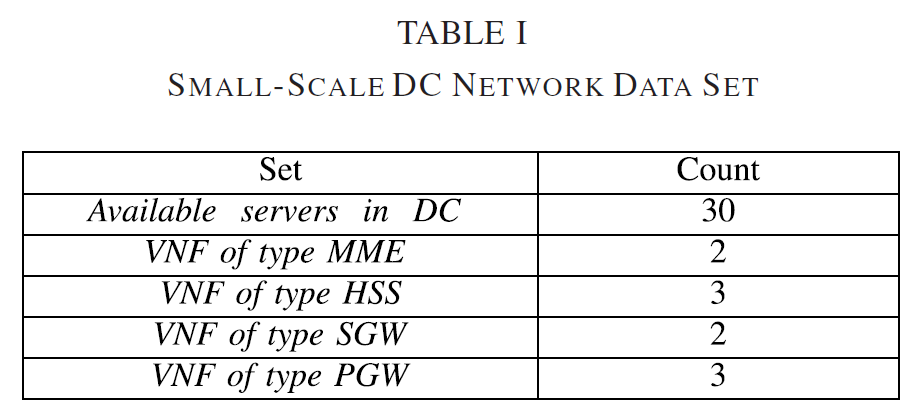 TABLE I
SMALL-SCALE DC NETWORK DATA SET
Set Count
Available servers in DC 30
VNF of type MME 2
VNF of type HSS 3
VNF of type SGW 2
VNF of type PGW 3